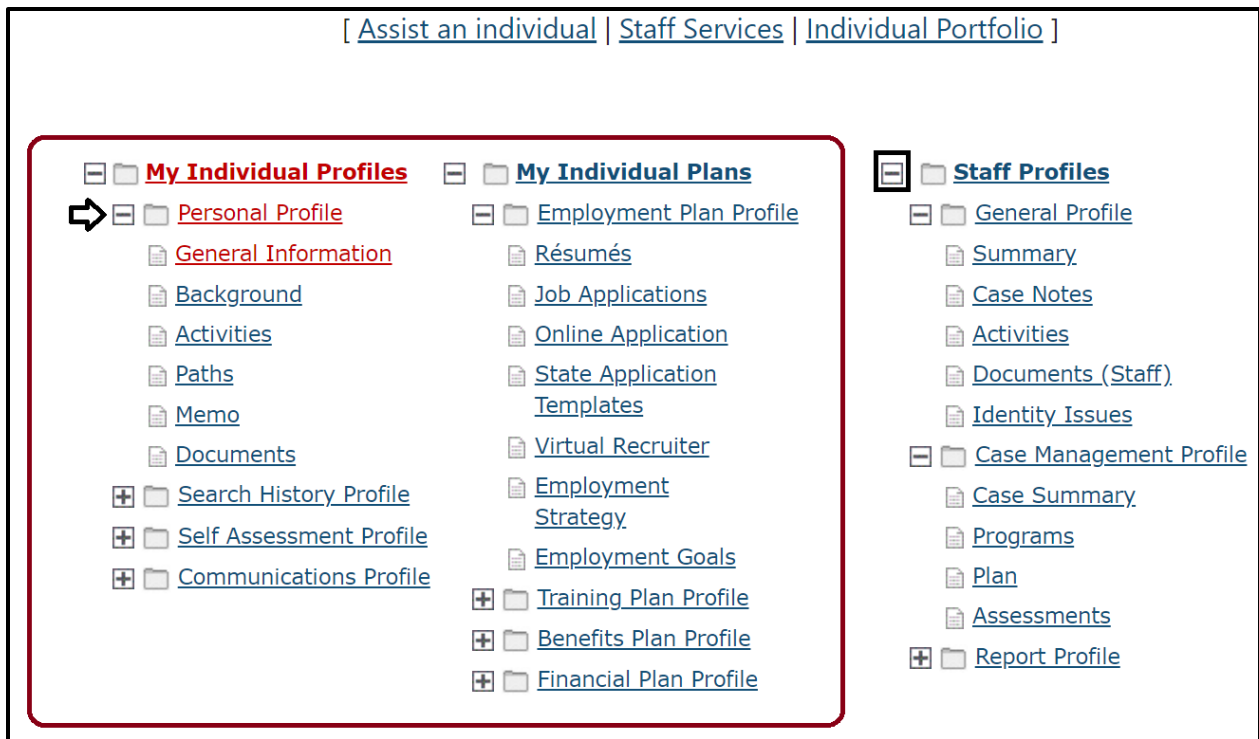 [ Assist an individual | Staff Services | Individual Portfolio ]
My Individual Profiles
Personal Profile
General Information
Background
Activities
Paths
Memo
Documents
Search History Profile
Self Assessment Profile
Communications Profile
My Individual Plans
Employment Plan Profile
Résumés
Job Applications
Online Application
State Application
Templates
Virtual Recruiter
Employment
Strategy
Employment Goals
Training Plan Profile
Benefits Plan Profile
Financial Plan Profile
Staff Profiles
General Profile
Summary
Case Notes
Activities
Documents (Staff)
Identity Issues
Case Management Profile
Case Summary
Programs
Plan
Assessments
Report Profile